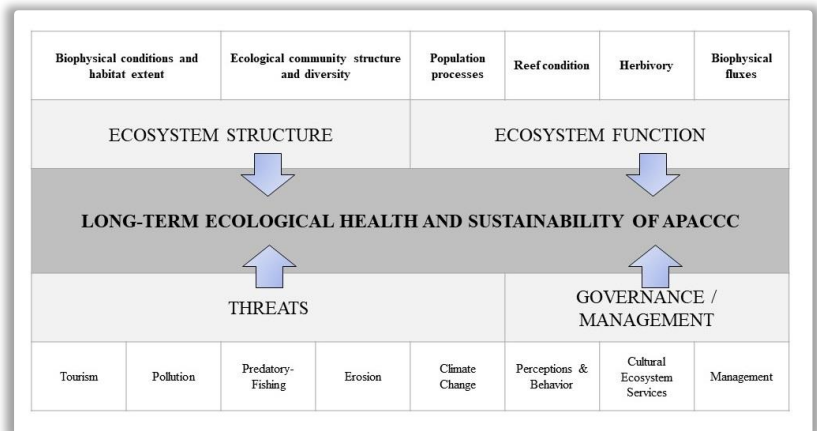 Biophysical conditions and
habitat extent
Ecological community structure
and diversity
Population
processes
Reef condition
Herbivory
Biophysical
fluxes
ECOSYSTEM STRUCTURE
ECOSYSTEM FUNCTION
LONG-TERM ECOLOGICAL HEALTH AND SUSTAINABILITY OF APACCC
THREATS
GOVERNANCE /
MANAGEMENT
Tourism
Pollution
Predatory-
Fishing
Erosion
Climate
Change
Perceptions &
Behavior
Cultural
Ecosystem
Services
Management